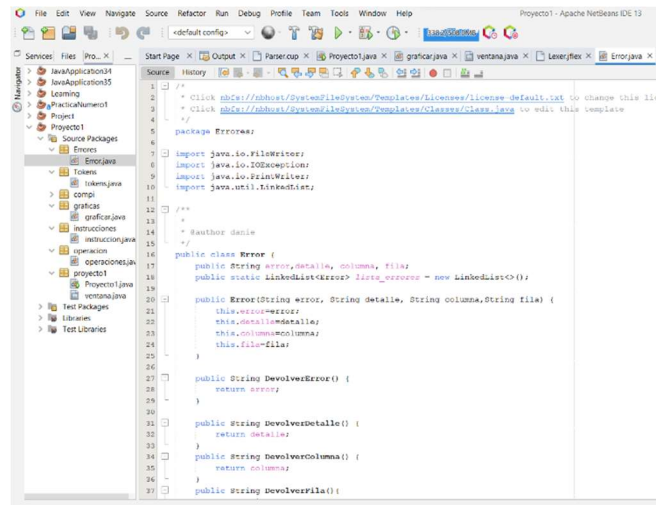 File Edit View Navigate Source Refactor Run Debug Profile Team Tools Window Help Proyecto1 - Apache NetBeans IDE 13
<default config>
Services Files Pro... × Start Page × Output × Parser.cup × Proyecto1.java × graficar.java × ventana.java × Lexer.jflex × Error.java ×
Navigator
Source History
JavaApplication34
JavaApplication35
Learning
PracticaNumero1
Project
Proyecto1
Source Packages
Errores
Error.java
Tokens
tokens.java
compi
graficas
graficar.java
instrucciones
instruccion.java
operacion
operaciones.jav
proyecto1
Proyecto1.java
ventana.java
Test Packages
Libraries
Test Libraries
1 /*
2 * Click nbfs://nbhost/SystemFileSystem/Templates/Licenses/license-default.txt to change this lic
3 * Click nbfs://nbhost/SystemFileSystem/Templates/Classes/Class.java to edit this template
4 */
5 package Errores;
6
7 import java.io.FileWriter;
8 import java.io.IOException;
9 import java.io.PrintWriter;
10 import java.util.LinkedList;
11
12 /**
13 *
14 * @author danie
15 */
16 public class Error {
17 public String error,detalle, columna, fila;
18 public static LinkedList<Error> lista_errores = new LinkedList<>();
19
20 public Error(String error, String detalle, String columna,String fila) {
21 this.error=error;
22 this.detalle=detalle;
23 this.columna=columna;
24 this.fila=fila;
25 }
26
27 public String DevolverError() {
28 return error;
29 }
30
31 public String DevolverDetalle() {
32 return detalle;
33 }
34 public String DevolverColumna() {
35 return columna;
36 }
37 public String DevolverFila(){